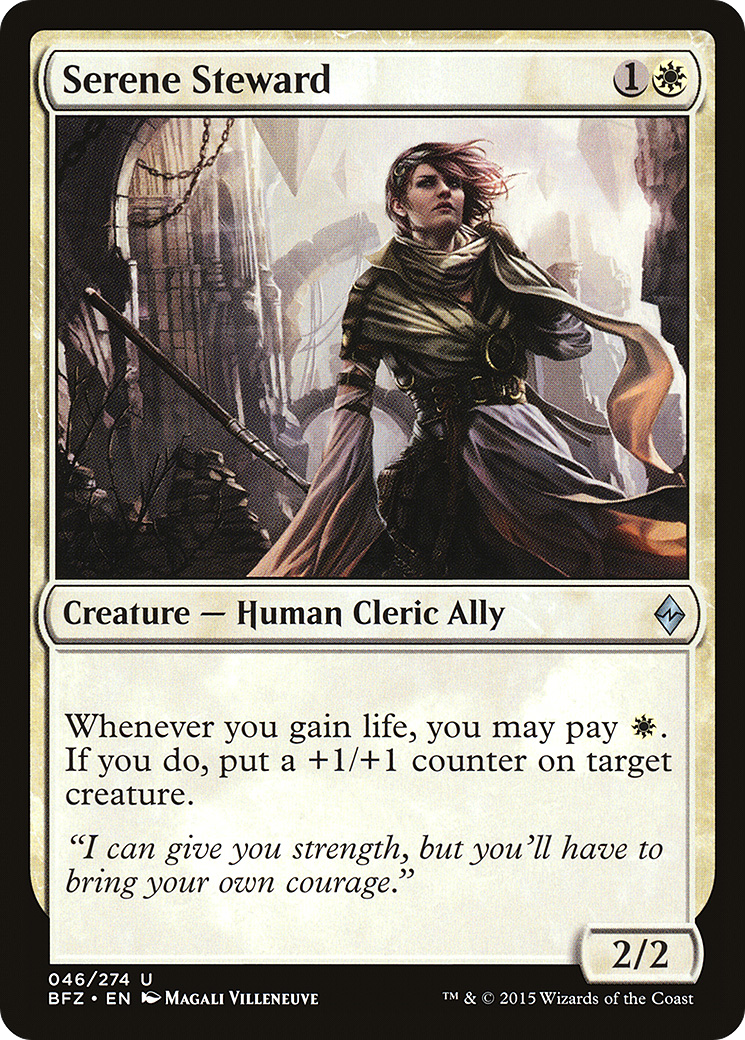 Serene Steward 1
Creature — Human Cleric Ally
Whenever you gain life, you may pay .
If you do, put a +1/+1 counter on target
creature.
“I can give you strength, but you’ll have to
bring your own courage.”
2/2
046/274 U
BFZ • EN Magali Villeneuve
™ & © 2015 Wizards of the Coast